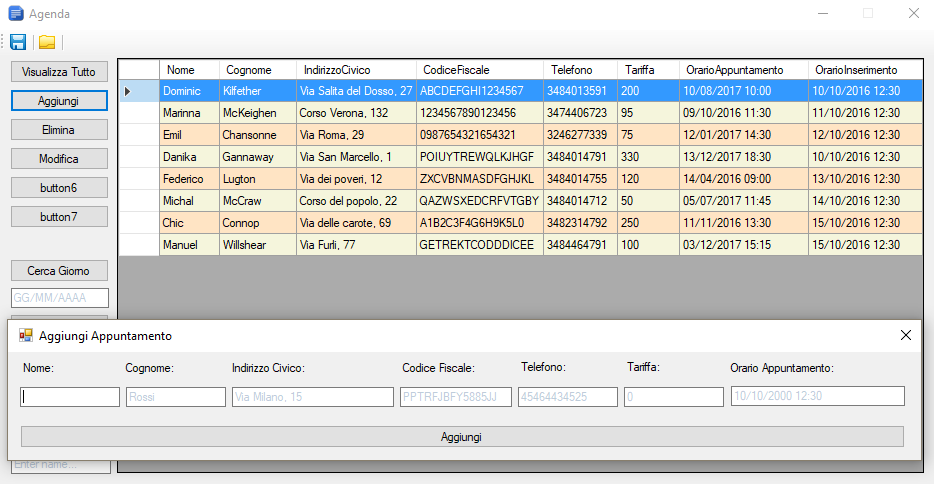 Agenda
Visualizza Tutto
Aggiungi
Elimina
Modifica
button6
button7
Cerca Giorno
GG/MM/AAAA
Nome Cognome IndirizzoCivico CodiceFiscale Telefono Tariffa OrarioAppuntamento OrarioInserimento
Dominic Kilfether Via Salita del Dosso, 27 ABCDEFGHI1234567 3484013591 200 10/08/2017 10:00 10/10/2016 12:30
Marinna McKeighen Corso Verona, 132 1234567890123456 3474406723 95 09/10/2016 11:30 11/10/2016 12:30
Emil Chansonne Via Roma, 29 0987654321654321 3246277339 75 12/01/2017 14:30 12/10/2016 12:30
Danika Gannaway Via San Marcello, 1 POIUYTREWQLKJHGF 3484014791 330 13/12/2017 18:30 10/10/2016 12:30
Federico Lugton Via dei poveri, 12 ZXCVBNMASDFGHJKL 3484014755 120 14/04/2016 09:00 13/10/2016 12:30
Michal McCraw Corso del popolo, 22 QAZWSXEDCRFVTGBY 3484014712 50 05/07/2017 11:45 14/10/2016 12:30
Chic Connop Via delle carote, 69 A1B2C3F4G6H9K5L0 3482314792 250 11/11/2016 13:30 15/10/2016 12:30
Manuel Willshear Via Furli, 77 GETREKTCODDDICEE 3484464791 100 03/12/2017 15:15 15/10/2016 12:30
Aggiungi Appuntamento
Nome: Cognome: Indirizzo Civico: Codice Fiscale: Telefono: Tariffa: Orario Appuntamento:
Rossi Via Milano, 15 PPTRFJBFY5885JJ 45464434525 0 10/10/2000 12:30
Aggiungi
Enter name...